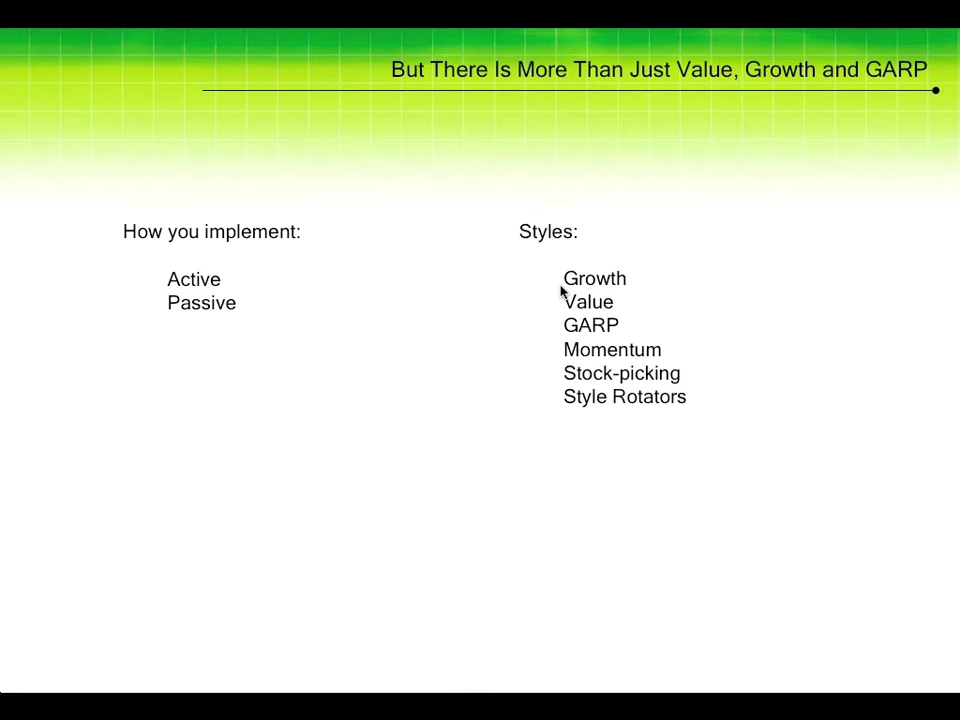 But There Is More Than Just Value, Growth and GARP
How you implement:
Active
Passive
Styles:
Growth
Value
GARP
Momentum
Stock-picking
Style Rotators